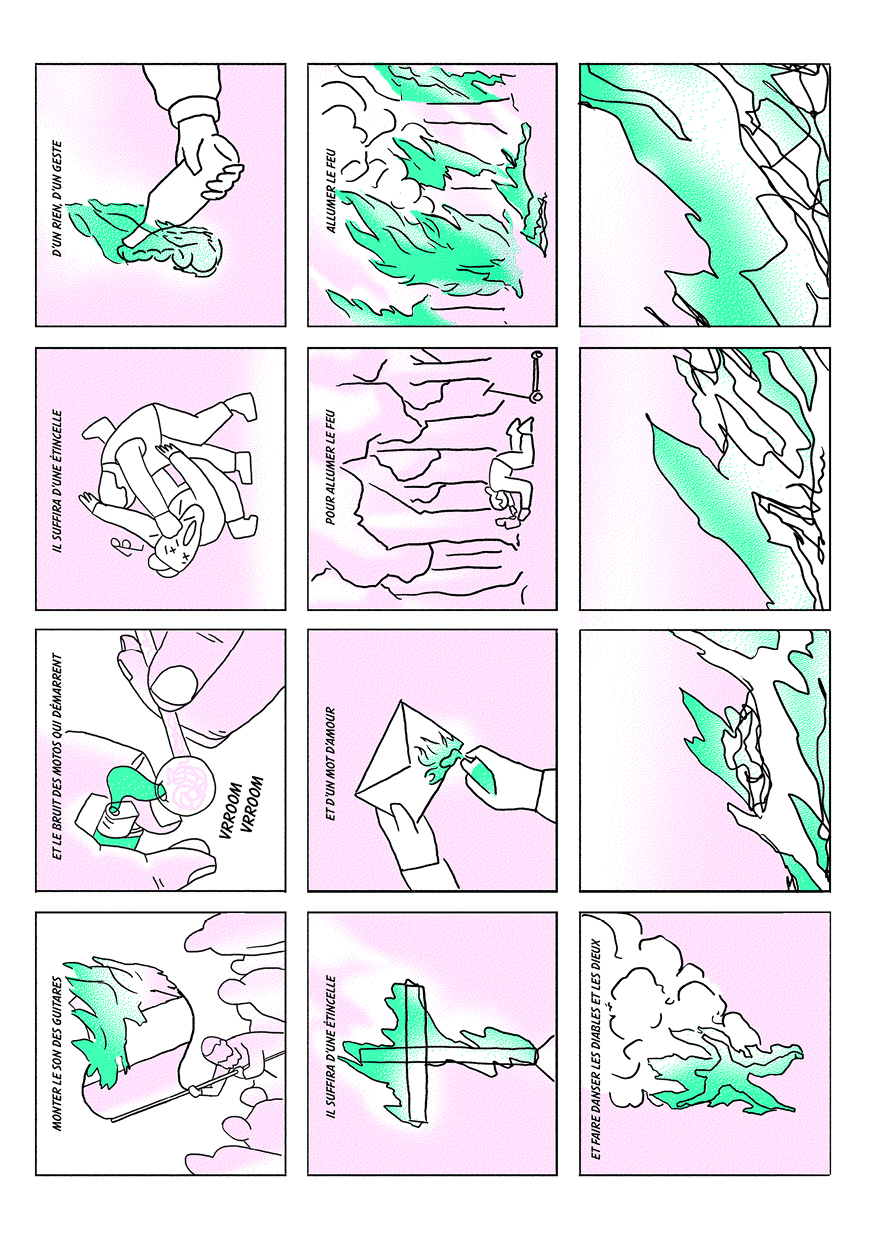 MONTER LE SON DES GUITARES
ET LE BRUIT DES MOTOS QUI DÉMARRENT
VRROOM
VRROOM
IL SUFFIRA D'UNE ÉTINCELLE
D'UN RIEN, D'UN GESTE
IL SUFFIRA D'UNE ÉTINCELLE
ET D'UN MOT D'AMOUR
POUR ALLUMER LE FEU
ALLUMER LE FEU
ET FAIRE DANSER LES DIABLES ET LES DIEUX